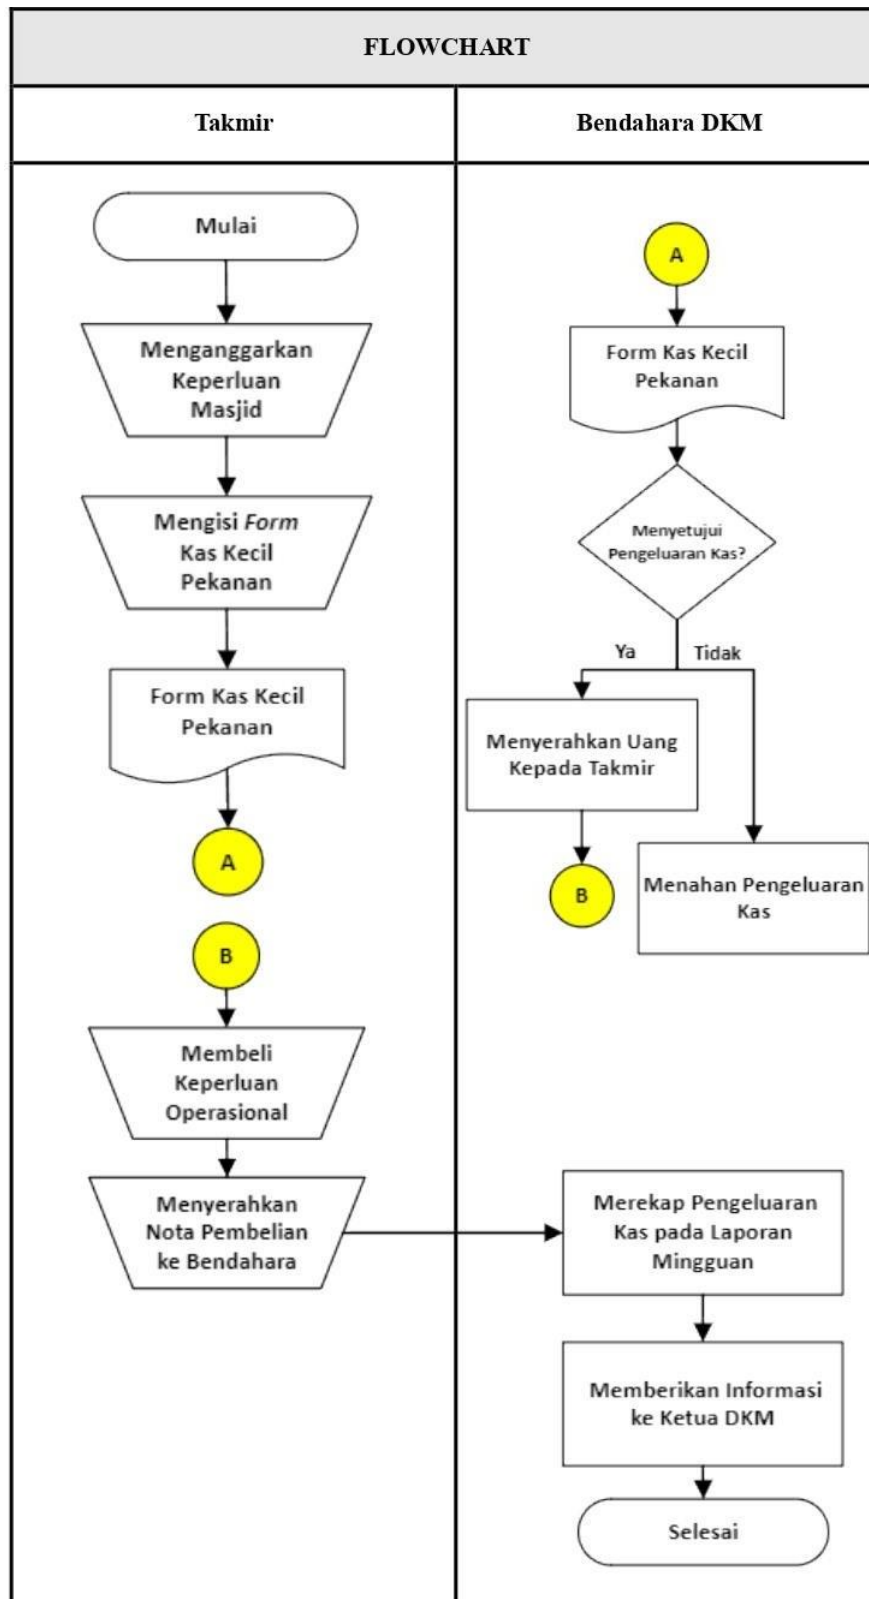 FLOWCHART
Takmir
Bendahara DKM
Mulai
Menganggarkan
Keperluan
Masjid
Mengisi Form
Kas Kecil
Pekanan
Form Kas Kecil
Pekanan
A
B
Membeli
Keperluan
Operasional
Menyerahkan
Nota Pembelian
ke Bendahara
A
Form Kas Kecil
Pekanan
Menyetujui
Pengeluaran Kas?
Ya
Tidak
Menyerahkan Uang
Kepada Takmir
B
Menahan Pengeluaran
Kas
Merekap Pengeluaran
Kas pada Laporan
Mingguan
Memberikan Informasi
ke Ketua DKM
Selesai